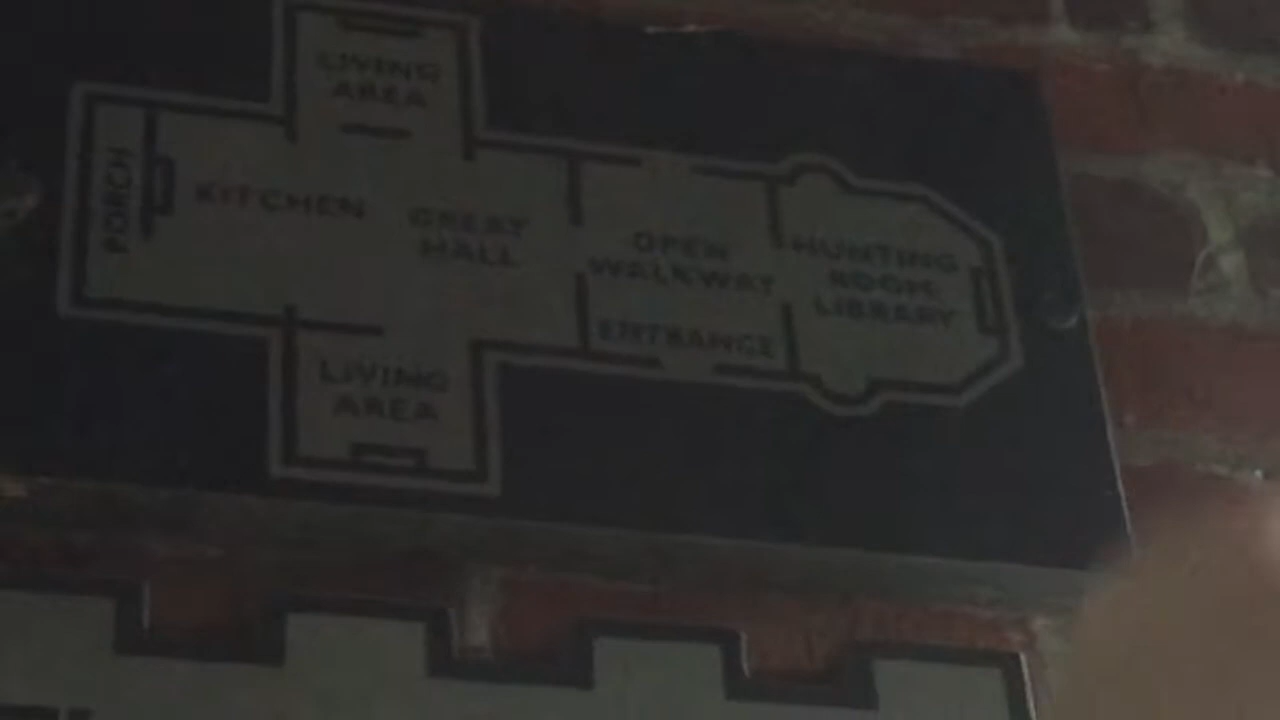 LIVING
AREA
PORCH
KITCHEN
GREAT
HALL
OPEN
WALKWAY
ENTRANCE
HUNTING
ROOM
LIBRARY
LIVING
AREA